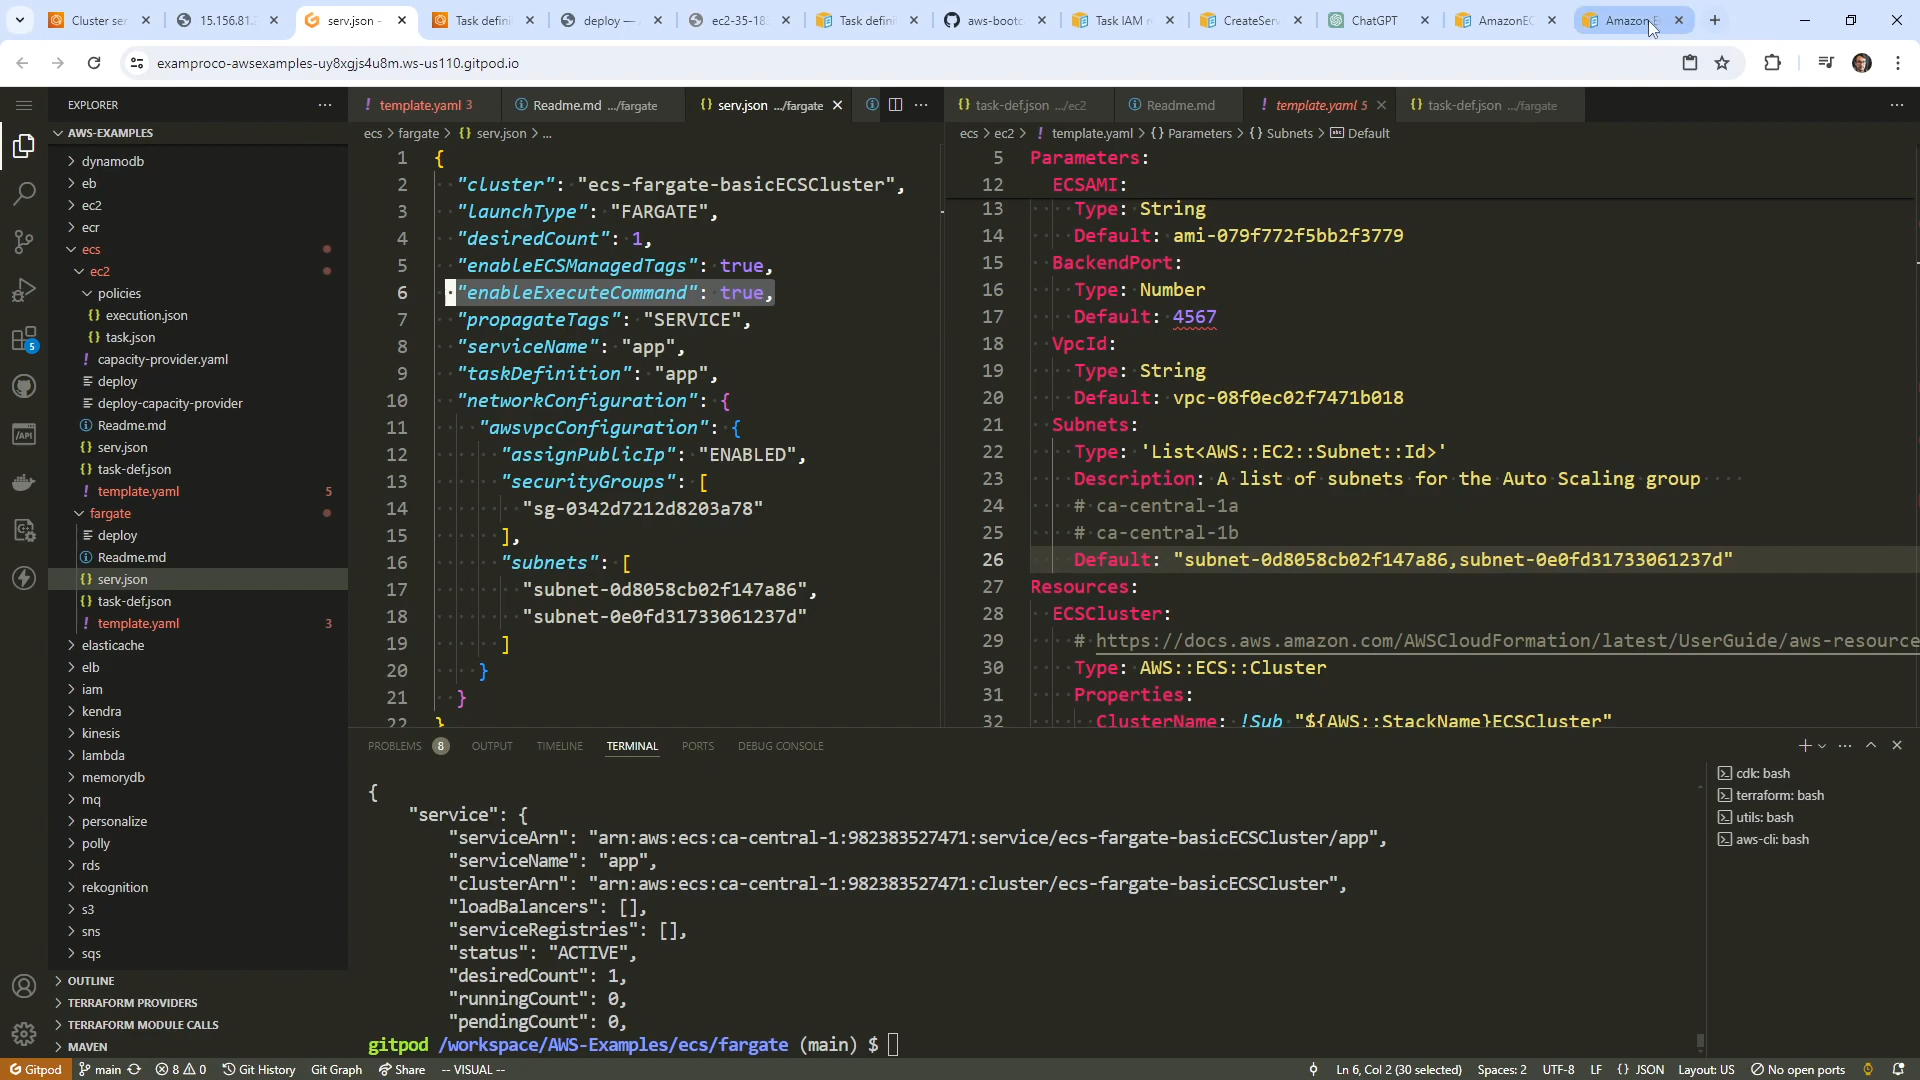 Cluster ser
15.156.81.
serv.json -
Task defini
deploy —
ec2-35-18
Task defini
aws-bootc
Task IAM r
CreateServ
ChatGPT
AmazonEC
Amazon E
examproco-awsexamples-uy8xgjs4u8m.ws-us110.gitpod.io
EXPLORER
AWS-EXAMPLES
dynamodb
eb
ec2
ecr
ecs
ec2
policies
{} execution.json
{} task.json
! capacity-provider.yaml
deploy
deploy-capacity-provider
Readme.md
{} serv.json
{} task-def.json
! template.yaml 5
fargate
deploy
Readme.md
{} serv.json
{} task-def.json
! template.yaml 3
elasticache
elb
iam
kendra
kinesis
lambda
memorydb
mq
personalize
polly
rds
rekognition
s3
sns
sqs
OUTLINE
TERRAFORM PROVIDERS
TERRAFORM MODULE CALLS
MAVEN
5
/API
! template.yaml 3
Readme.md .../fargate
{} serv.json .../fargate
ecs > fargate > {} serv.json > ...
1 {
2 "cluster": "ecs-fargate-basicECSCluster",
3 "launchType": "FARGATE",
4 "desiredCount": 1,
5 "enableECSManagedTags": true,
6 "enableExecuteCommand": true,
7 "propagateTags": "SERVICE",
8 "serviceName": "app",
9 "taskDefinition": "app",
10 "networkConfiguration": {
11 "awsvpcConfiguration": {
12 "assignPublicIp": "ENABLED",
13 "securityGroups": [
14 "sg-0342d7212d8203a78"
15 ],
16 "subnets": [
17 "subnet-0d8058cb02f147a86",
18 "subnet-0e0fd31733061237d"
19 ]
20 }
21 }
22 }
{} task-def.json .../ec2
Readme.md
! template.yaml 5
{} task-def.json .../fargate
ecs > ec2 > ! template.yaml > {} Parameters > {} Subnets > Default
5 Parameters:
12 ECSAMI:
13 Type: String
14 Default: ami-079f772f5bb2f3779
15 BackendPort:
16 Type: Number
17 Default: 4567
18 VpcId:
19 Type: String
20 Default: vpc-08f0ec02f7471b018
21 Subnets:
22 Type: 'List<AWS::EC2::Subnet::Id>'
23 Description: A list of subnets for the Auto Scaling group
24 # ca-central-1a
25 # ca-central-1b
26 Default: "subnet-0d8058cb02f147a86,subnet-0e0fd31733061237d"
27 Resources:
28 ECSCluster:
29 # https://docs.aws.amazon.com/AWSCloudFormation/latest/UserGuide/aws-resource
30 Type: AWS::ECS::Cluster
31 Properties:
32 ClusterName: !Sub "${AWS::StackName}ECSCluster"
PROBLEMS 8 OUTPUT TIMELINE TERMINAL PORTS DEBUG CONSOLE
{
"service": {
"serviceArn": "arn:aws:ecs:ca-central-1:982383527471:service/ecs-fargate-basicECSCluster/app",
"serviceName": "app",
"clusterArn": "arn:aws:ecs:ca-central-1:982383527471:cluster/ecs-fargate-basicECSCluster",
"loadBalancers": [],
"serviceRegistries": [],
"status": "ACTIVE",
"desiredCount": 1,
"runningCount": 0,
"pendingCount": 0,
gitpod /workspace/AWS-Examples/ecs/fargate (main) $
cdk: bash
terraform: bash
utils: bash
aws-cli: bash
Gitpod main 8 0 Git History Git Graph Share -- VISUAL -- Ln 6, Col 2 (30 selected) Spaces: 2 UTF-8 LF {} JSON Layout: US No open ports